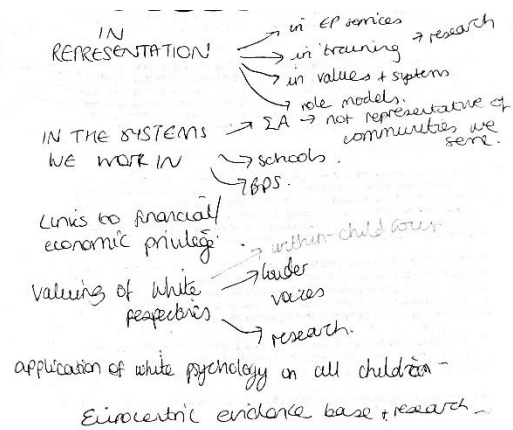 IN REPRESENTATION
→ in EP services
→ in training → research
→ in values + systems
→ role models.
IN THE SYSTEMS WE WORK IN
→ → not representative of
communities we
serve.
→ schools.
→ BPS.
Links to financial/
economic privilege.
Valuing of White
perspectives
→ within-child
→ louder
voices
→ research.
application of white psychology on all children -
Eurocentric evidence base + research -